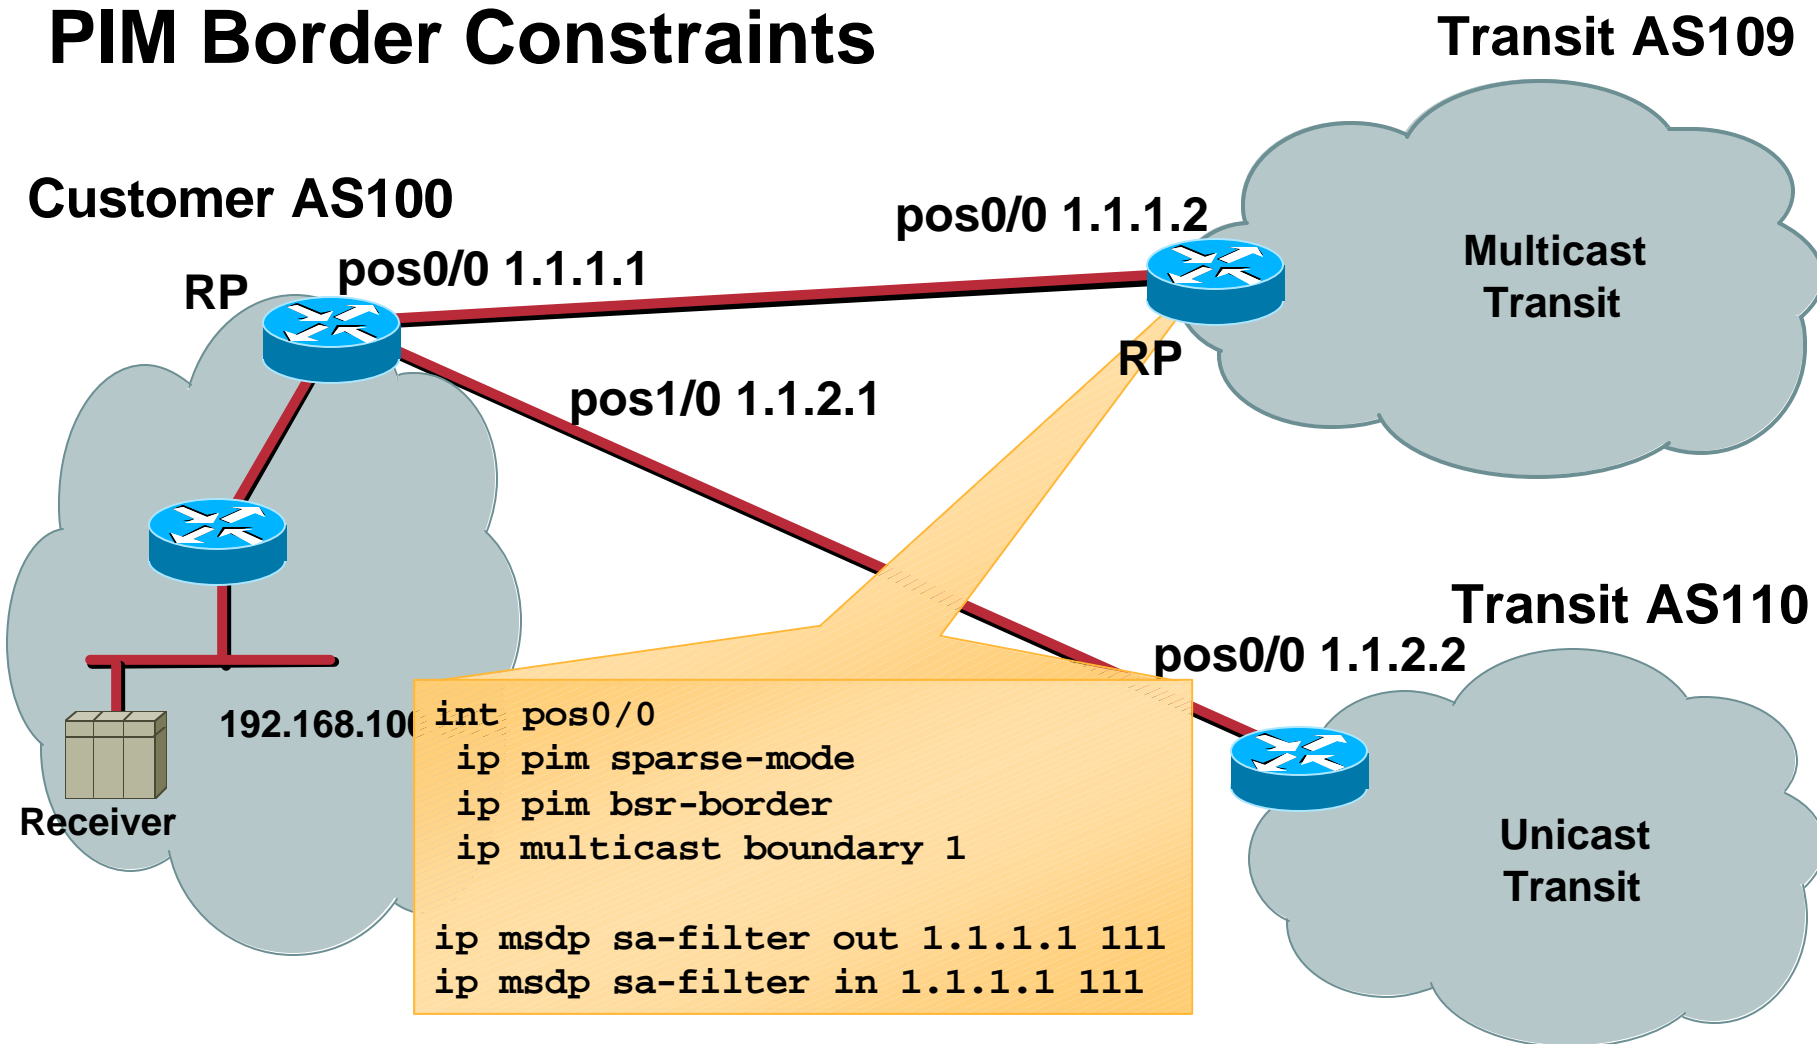 PIM Border Constraints
Transit AS109
Customer AS100
pos0/0 1.1.1.2
RP
pos0/0 1.1.1.1
Multicast
Transit
RP
pos1/0 1.1.2.1
Transit AS110
pos0/0 1.1.2.2
192.168.10
Receiver
int pos0/0
ip pim sparse-mode
ip pim bsr-border
ip multicast boundary 1
ip msdp sa-filter out 1.1.1.1 111
ip msdp sa-filter in 1.1.1.1 111
Unicast
Transit